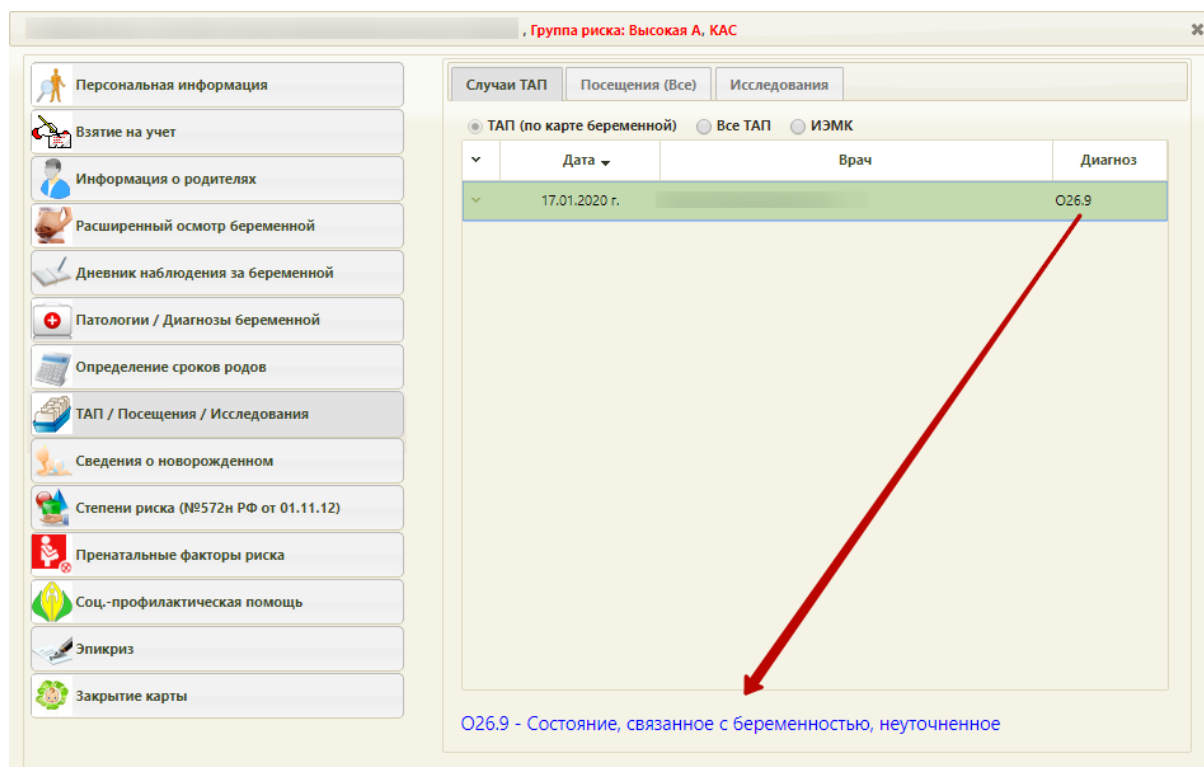 , Группа риска: Высокая А, КАС
Персональная информация
Взятие на учет
Информация о родителях
Расширенный осмотр беременной
Дневник наблюдения за беременной
Патологии / Диагнозы беременной
Определение сроков родов
ТАП / Посещения / Исследования
Сведения о новорожденном
Степени риска (№572н РФ от 01.11.12)
Пренатальные факторы риска
Соц.-профилактическая помощь
Эпикриз
Закрытие карты
Случаи ТАП Посещения (Все) Исследования
ТАП (по карте беременной) Все ТАП ИЭМК
Дата Врач Диагноз
17.01.2020 г. O26.9
O26.9 - Состояние, связанное с беременностью, неуточненное